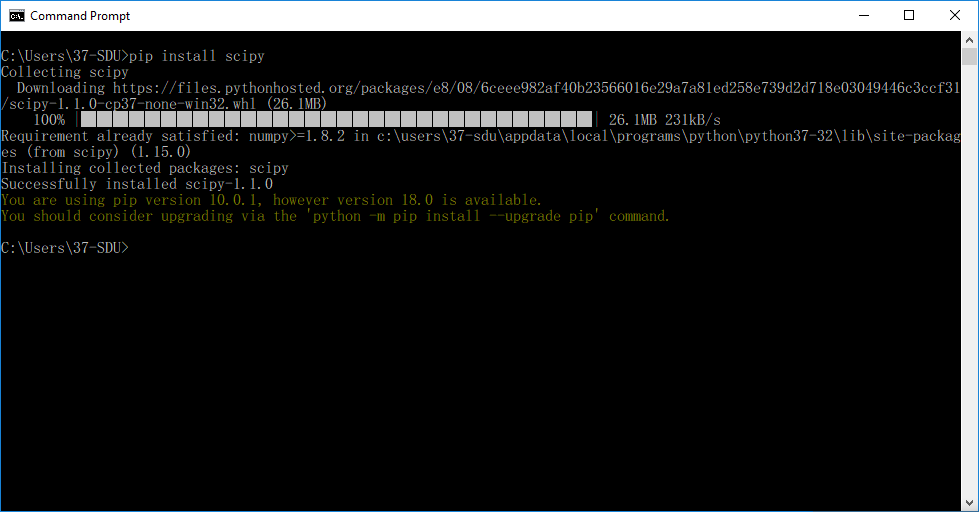 Command Prompt
C:\Users\37-SDU>pip install scipy
Collecting scipy
  Downloading https://files.pythonhosted.org/packages/e8/08/6ceeee982af40b23566016e29a7a81ed258e739d2d718e03049446c3ccf31
/scipy-1.1.0-cp37-none-win32.whl (26.1MB)
    100% | | 26.1MB 231kB/s
Requirement already satisfied: numpy>=1.8.2 in c:\users\37-sdu\appdata\local\programs\python\python37-32\lib\site-packag
es (from scipy) (1.15.0)
Installing collected packages: scipy
Successfully installed scipy-1.1.0
You are using pip version 10.0.1, however version 18.0 is available.
You should consider upgrading via the 'python -m pip install --upgrade pip' command.
C:\Users\37-SDU>